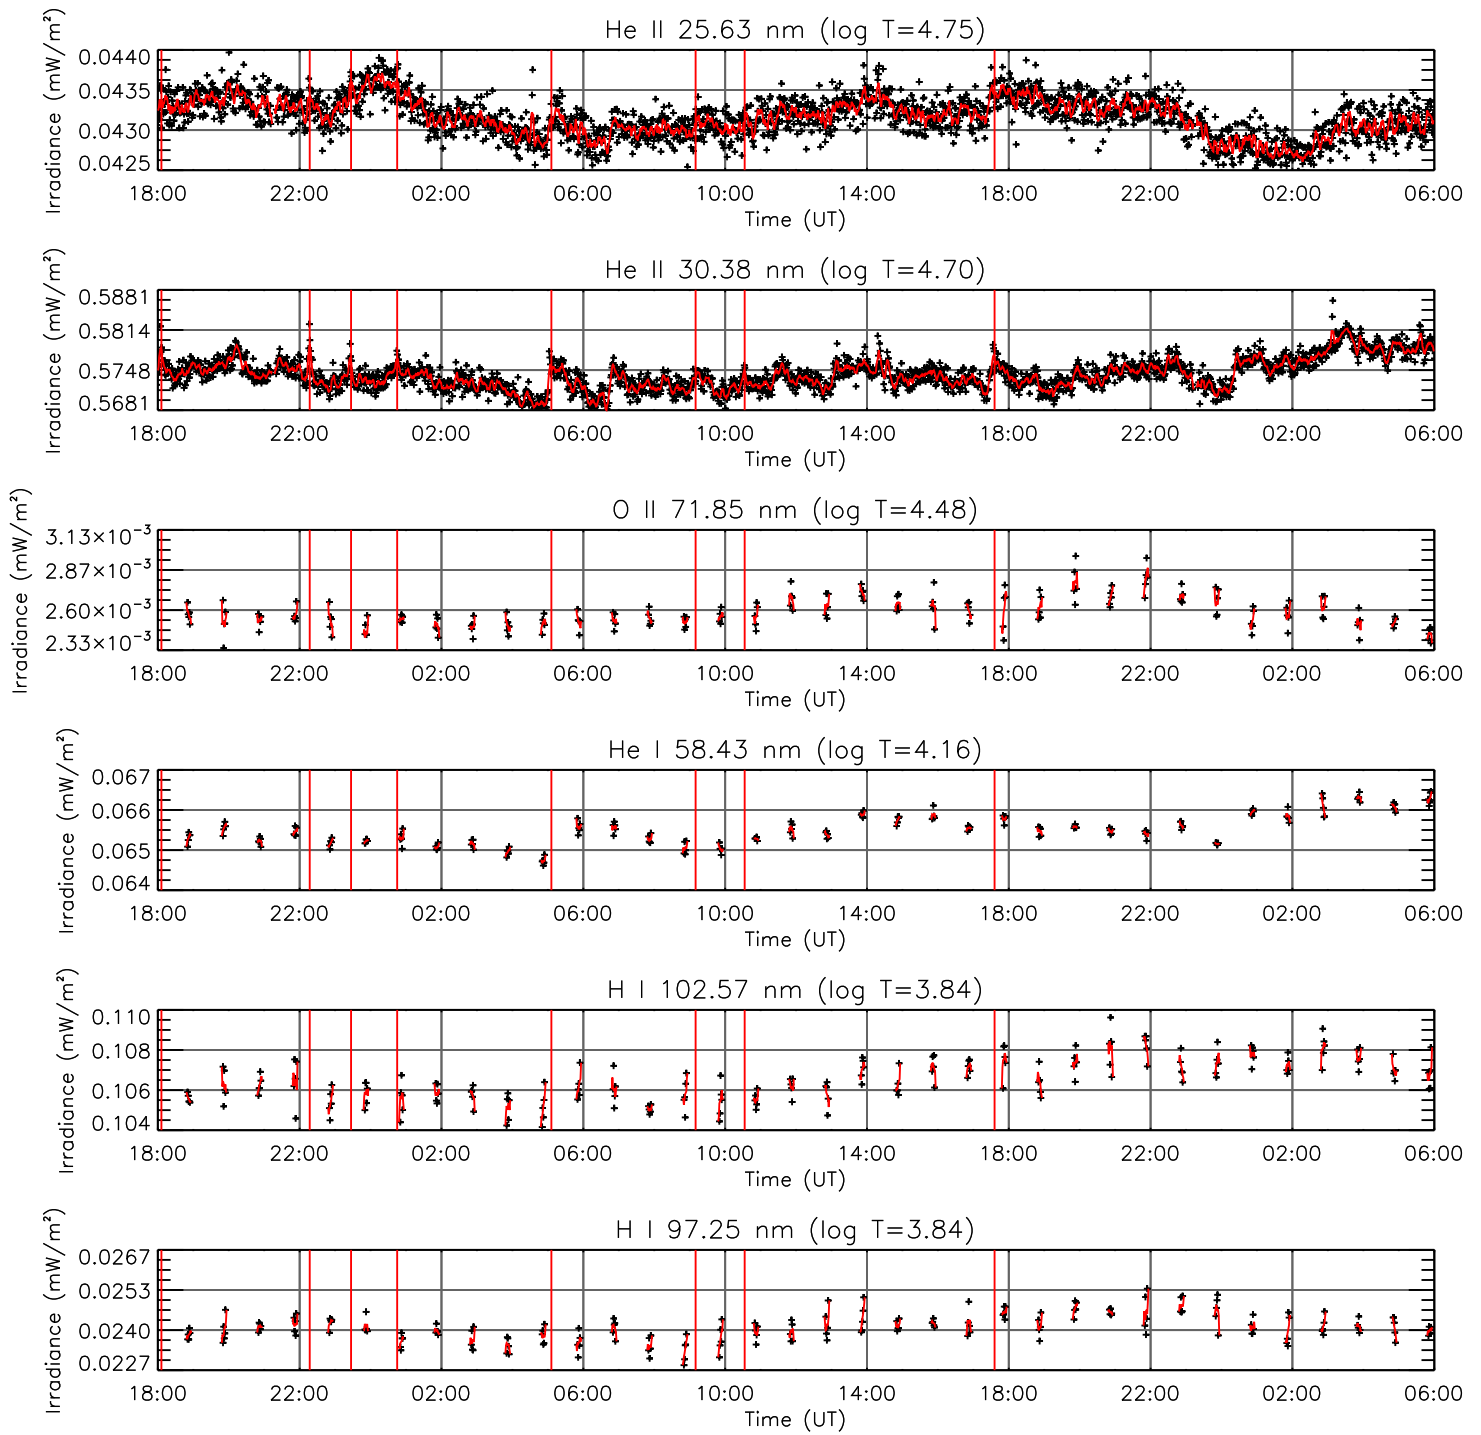 He II 25.63 nm (log T=4.75)
Irradiance (mW/m²)
0.0440
0.0435
0.0430
0.0425
18:00 22:00 02:00 06:00 10:00 14:00 18:00 22:00 02:00 06:00
Time (UT)
He II 30.38 nm (log T=4.70)
Irradiance (mW/m²)
0.5881
0.5814
0.5748
0.5681
18:00 22:00 02:00 06:00 10:00 14:00 18:00 22:00 02:00 06:00
Time (UT)
O II 71.85 nm (log T=4.48)
Irradiance (mW/m²)
3.13×10⁻³
2.87×10⁻³
2.60×10⁻³
2.33×10⁻³
18:00 22:00 02:00 06:00 10:00 14:00 18:00 22:00 02:00 06:00
Time (UT)
He I 58.43 nm (log T=4.16)
Irradiance (mW/m²)
0.067
0.066
0.065
0.064
18:00 22:00 02:00 06:00 10:00 14:00 18:00 22:00 02:00 06:00
Time (UT)
H I 102.57 nm (log T=3.84)
Irradiance (mW/m²)
0.110
0.108
0.106
0.104
18:00 22:00 02:00 06:00 10:00 14:00 18:00 22:00 02:00 06:00
Time (UT)
H I 97.25 nm (log T=3.84)
Irradiance (mW/m²)
0.0267
0.0253
0.0240
0.0227
18:00 22:00 02:00 06:00 10:00 14:00 18:00 22:00 02:00 06:00
Time (UT)